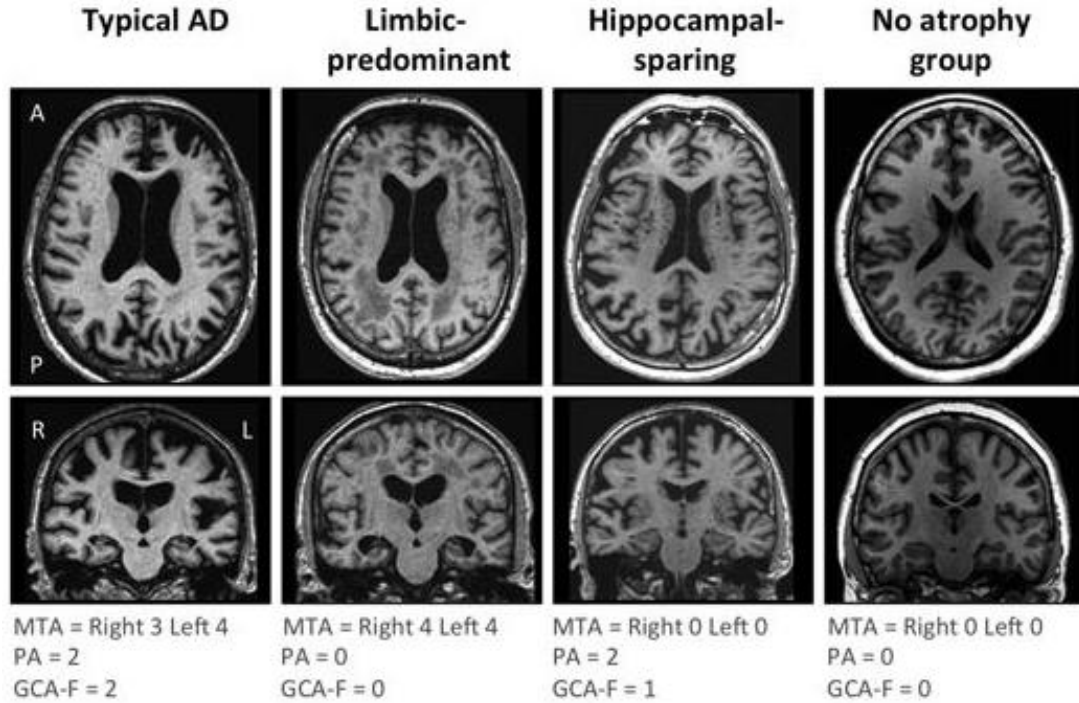 Typical AD
Limbic-
predominant
Hippocampal-
sparing
No atrophy
group
A
P
R
L
MTA = Right 3 Left 4
PA = 2
GCA-F = 2
MTA = Right 4 Left 4
PA = 0
GCA-F = 0
MTA = Right 0 Left 0
PA = 2
GCA-F = 1
MTA = Right 0 Left 0
PA = 0
GCA-F = 0